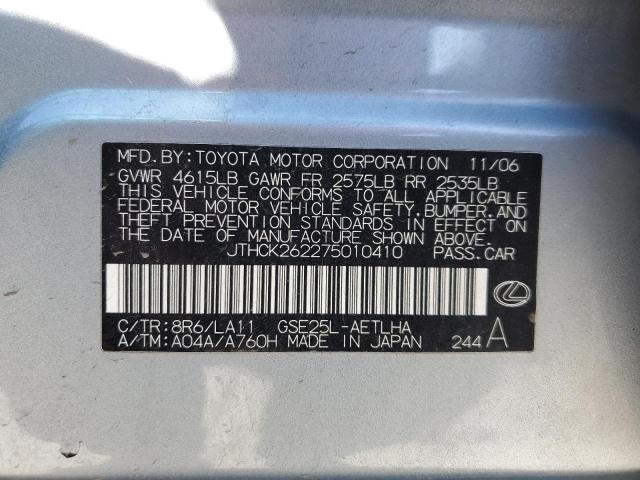 MFD. BY: TOYOTA MOTOR CORPORATION 11/06
GVWR 4615LB GAWR FR 2575LB RR 2535LB
THIS VEHICLE CONFORMS TO ALL APPLICABLE
FEDERAL MOTOR VEHICLE SAFETY, BUMPER, AND
THEFT PREVENTION STANDARDS IN EFFECT ON
THE DATE OF MANUFACTURE SHOWN ABOVE.
JTHCK262275010410 PASS. CAR
C/TR: 8R6/LA11 GSE25L-AETLHA
A/TM: A04A/A760H MADE IN JAPAN 244 A